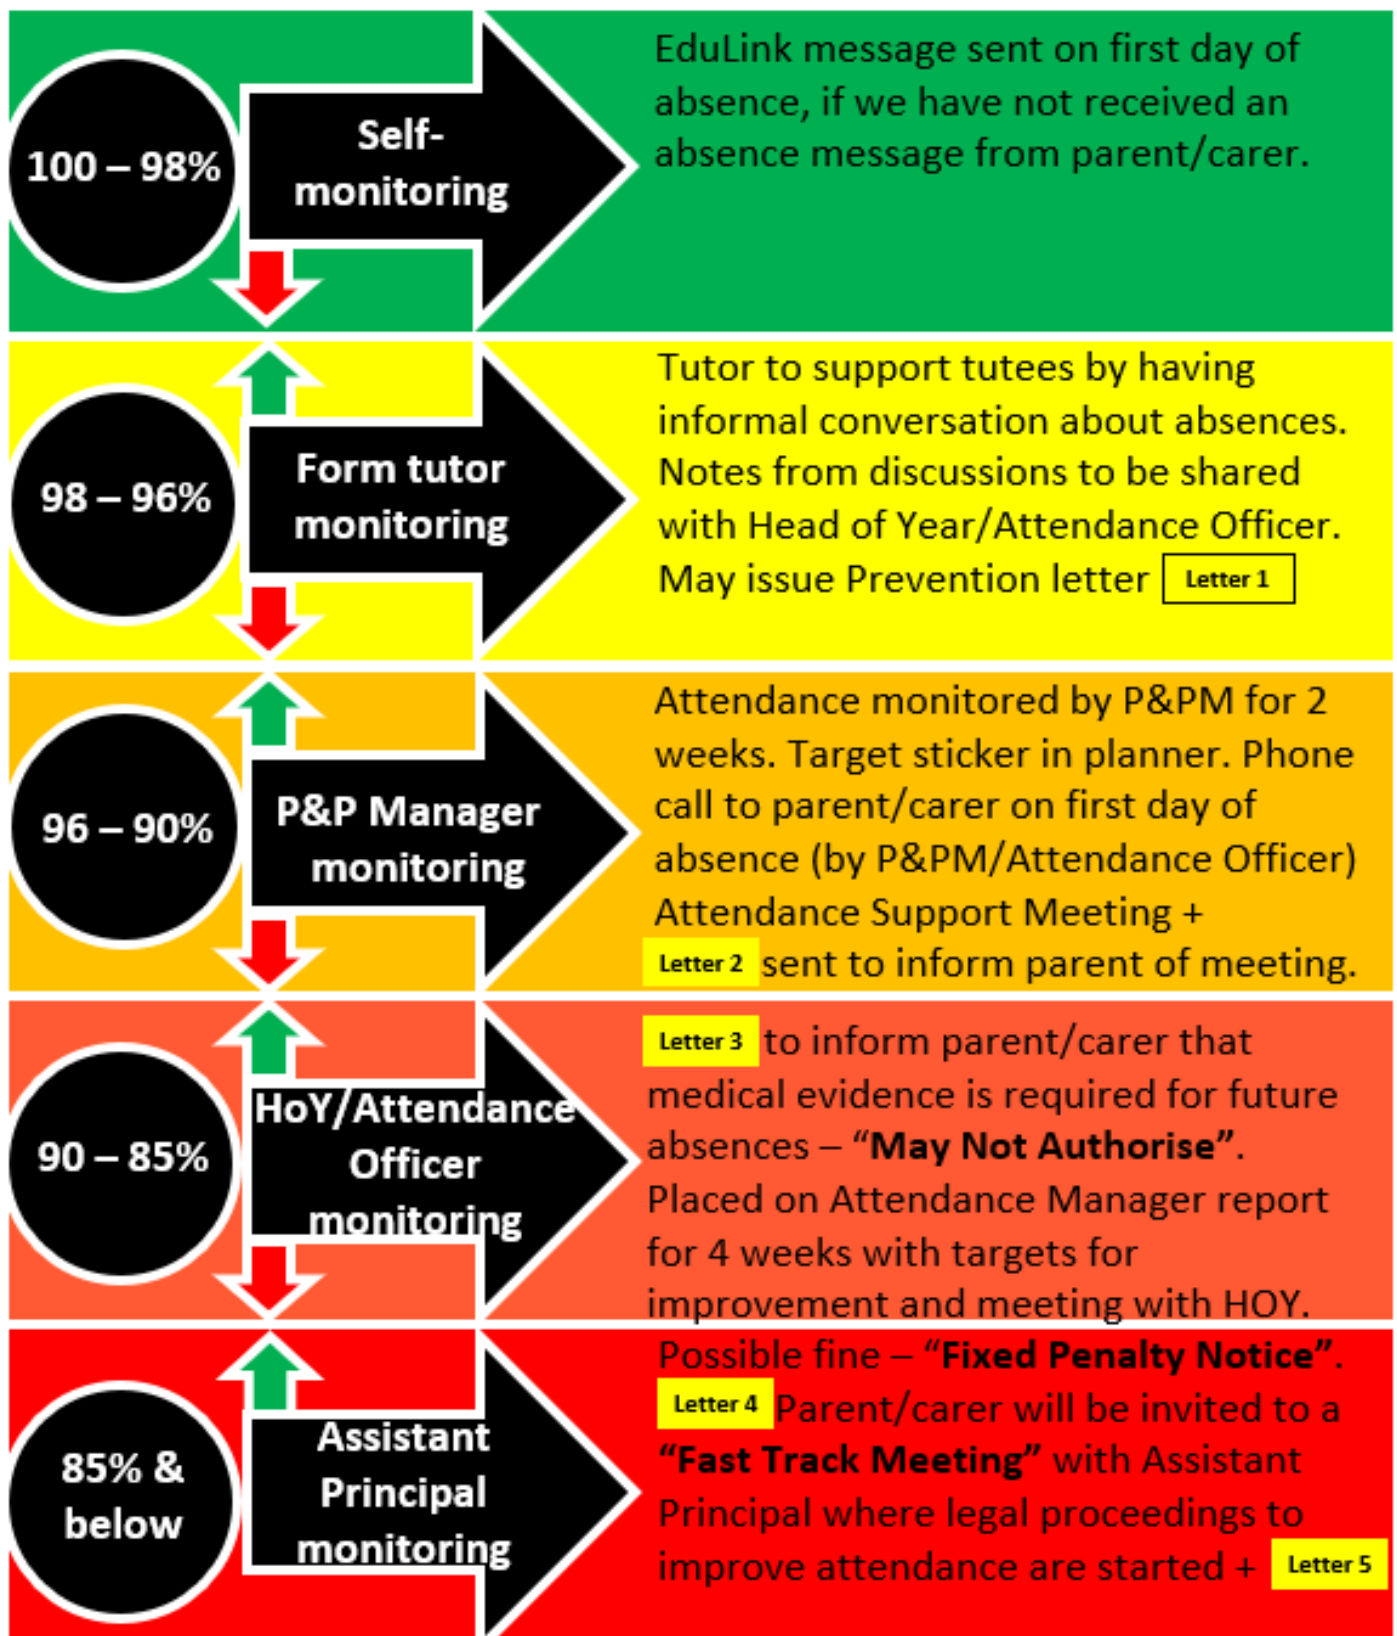 100 – 98%
Self-
monitoring
EduLink message sent on first day of
absence, if we have not received an
absence message from parent/carer.
98 – 96%
Form tutor
monitoring
Tutor to support tutees by having
informal conversation about absences.
Notes from discussions to be shared
with Head of Year/Attendance Officer.
May issue Prevention letter Letter 1
96 – 90%
P&P Manager
monitoring
Attendance monitored by P&PM for 2
weeks. Target sticker in planner. Phone
call to parent/carer on first day of
absence (by P&PM/Attendance Officer)
Attendance Support Meeting +
Letter 2 sent to inform parent of meeting.
90 – 85%
HoY/Attendance
Officer
monitoring
Letter 3 to inform parent/carer that
medical evidence is required for future
absences – “May Not Authorise”.
Placed on Attendance Manager report
for 4 weeks with targets for
improvement and meeting with HOY.
85% &
below
Assistant
Principal
monitoring
Possible fine – “Fixed Penalty Notice”.
Letter 4 Parent/carer will be invited to a
“Fast Track Meeting” with Assistant
Principal where legal proceedings to
improve attendance are started + Letter 5